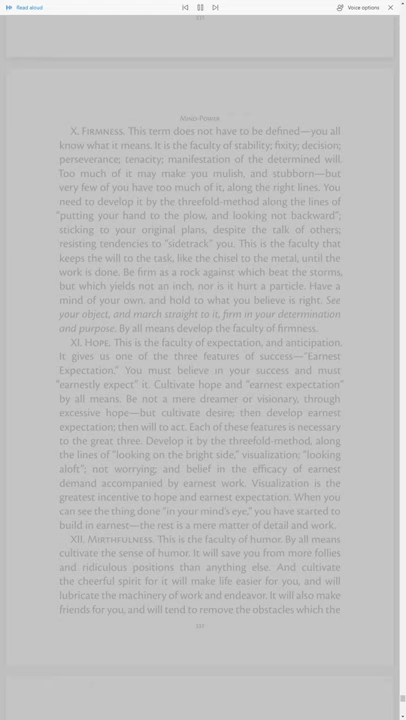 Read aloud
Voice options
331
MIND-POWER
X. FIRMNESS. This term does not have to be defined—you all
know what it means. It is the faculty of stability; fixity; decision;
perseverance; tenacity; manifestation of the determined will.
Too much of it may make you mulish, and stubborn—but
very few of you have too much of it, along the right lines. You
need to develop it by the threefold-method along the lines of
"putting your hand to the plow, and looking not backward";
sticking to your original plans, despite the talk of others;
resisting tendencies to "sidetrack" you. This is the faculty that
keeps the will to the task, like the chisel to the metal, until the
work is done. Be firm as a rock against which beat the storms,
but which yields not an inch, nor is it hurt a particle. Have a
mind of your own, and hold to what you believe is right. See
your object, and march straight to it, firm in your determination
and purpose. By all means develop the faculty of firmness.
XI. HOPE. This is the faculty of expectation, and anticipation.
It gives us one of the three features of success—"Earnest
Expectation." You must believe in your success and must
"earnestly expect" it. Cultivate hope and "earnest expectation"
by all means. Be not a mere dreamer or visionary, through
excessive hope—but cultivate desire; then develop earnest
expectation; then will to act. Each of these features is necessary
to the great three. Develop it by the threefold-method, along
the lines of "looking on the bright side," visualization; "looking
aloft"; not worrying; and belief in the efficacy of earnest
demand accompanied by earnest work. Visualization is the
greatest incentive to hope and earnest expectation. When you
can see the thing done "in your mind's eye," you have started to
build in earnest—the rest is a mere matter of detail and work.
XII. MIRTHFULNESS. This is the faculty of humor. By all means
cultivate the sense of humor. It will save you from more follies
and ridiculous positions than anything else. And cultivate
the cheerful spirit for it will make life easier for you, and will
lubricate the machinery of work and endeavor. It will also make
friends for you, and will tend to remove the obstacles which the
337